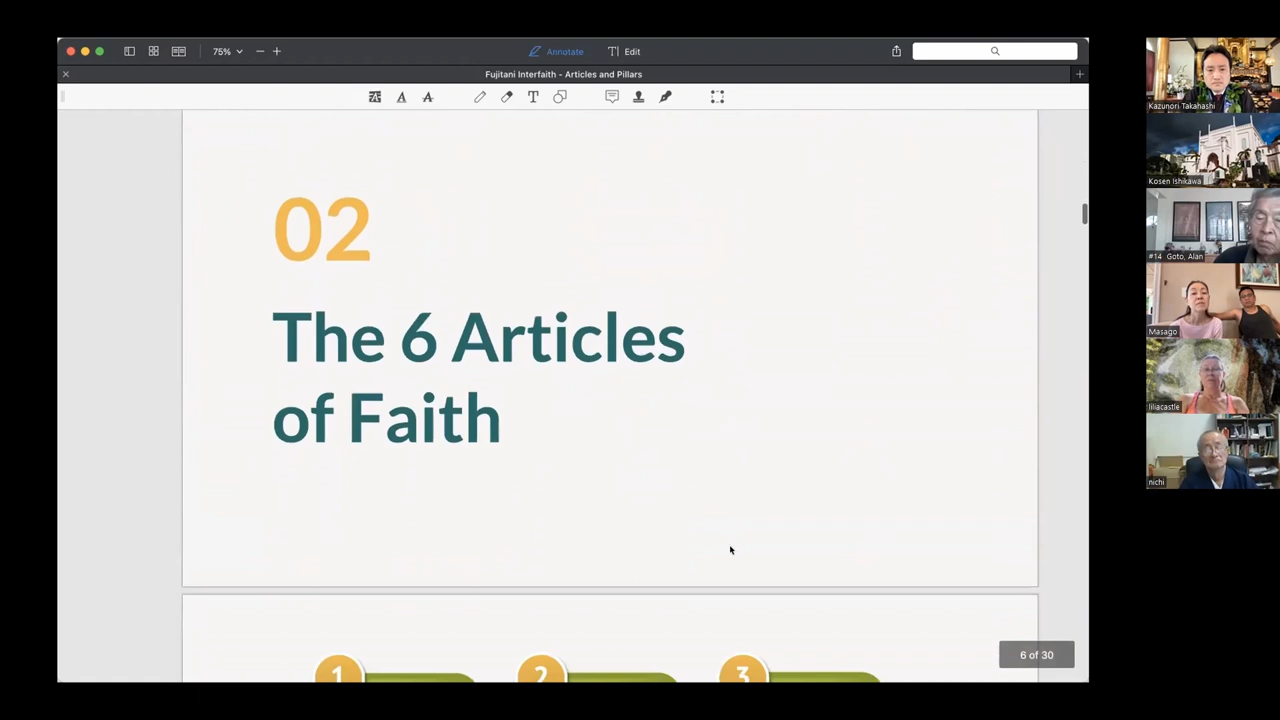 75%
Annotate
Edit
Fujitani Interfaith - Articles and Pillars
02
The 6 Articles
of Faith
1
2
3
6 of 30
Kazunori Takahashi
Kosen Ishikawa
#14 Goto, Alan
Masago
liliacastle
nichi